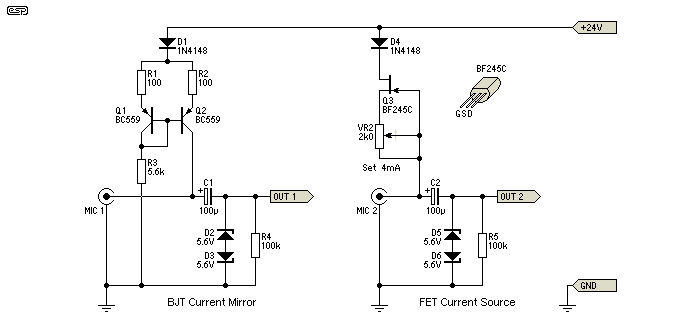 esp
+24V
D1
1N4148
D4
1N4148
R1
100
R2
100
BF245C
GSD
Q1
BC559
Q2
BC559
Q3
BF245C
VR2
2k0
Set 4mA
R3
5.6k
MIC 1
C1
+
100µ
OUT 1
MIC 2
C2
+
100µ
OUT 2
D2
5.6V
D3
5.6V
R4
100k
D5
5.6V
D6
5.6V
R5
100k
GND
BJT Current Mirror
FET Current Source